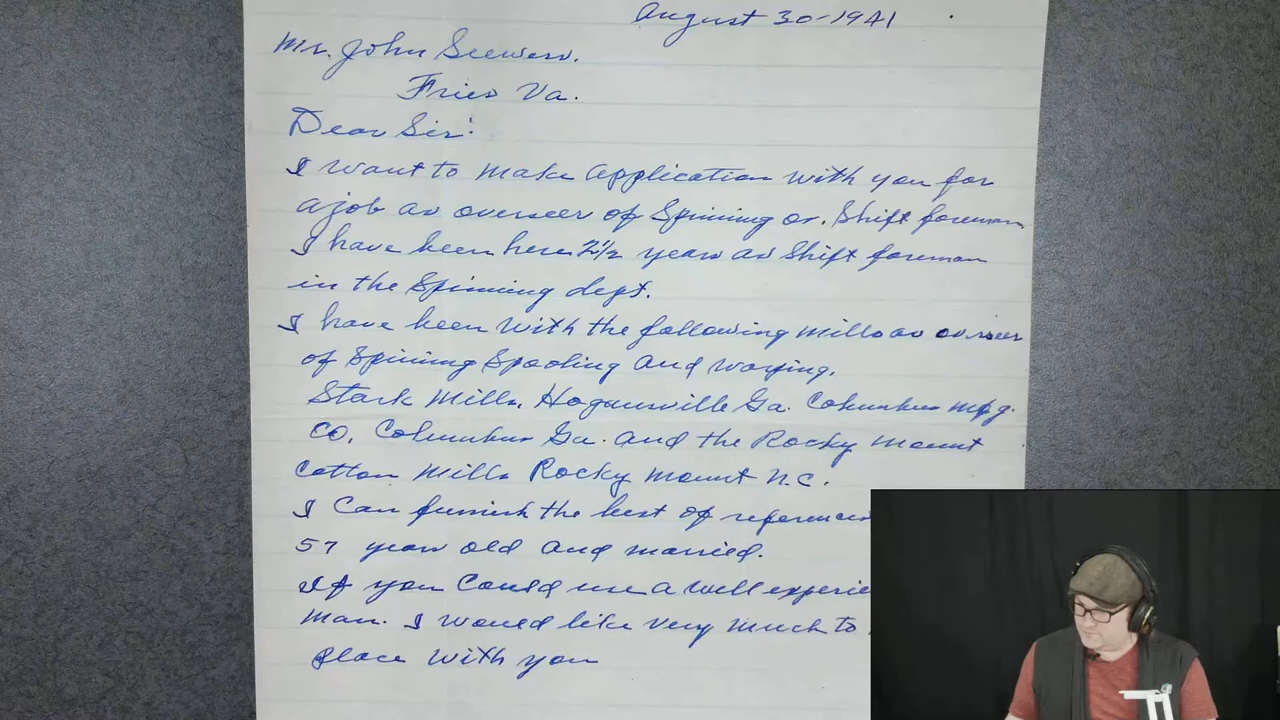 August 30-1941
Mr. John Seewers.
Fries Va.
Dear Sir:
I want to make application with you for
a job as overseer of Spinning or. Shift foreman
I have been here 2 1/2 years as Shift foreman
in the Spinning dept.
I have been with the following mills as overseer
of Spinning Spooling and Warping.
Stark Mills, Hogansville Ga. Columbus mfg.
Co. Columbus Ga. and the Rocky Mount
Cotton Mills Rocky Mount N.C.
I can furnish the best of references
57 years old and married.
If you could use a well experie
man. I would like very much to
place with you